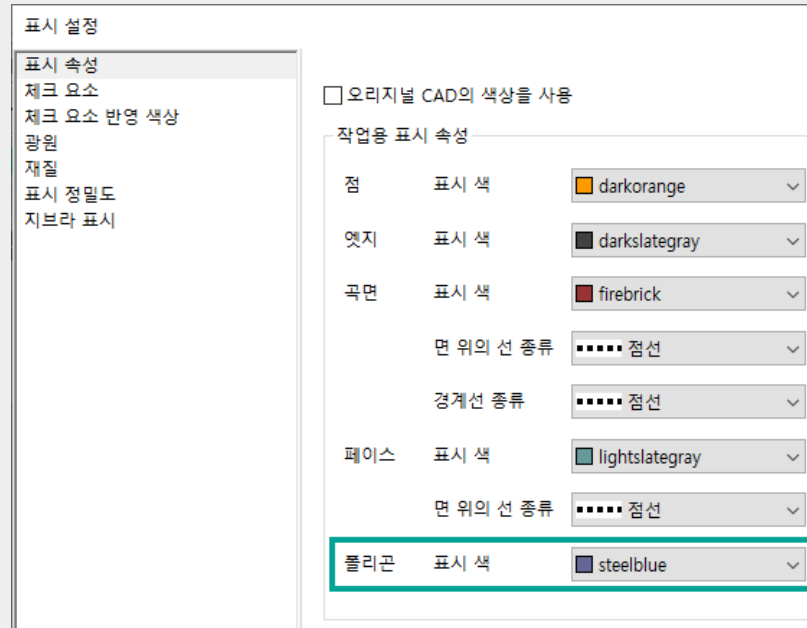 표시 설정
표시 속성
체크 요소
체크 요소 반영 색상
광원
재질
표시 정밀도
지브라 표시
오리지널 CAD의 색상을 사용
작업용 표시 속성
점 표시 색 darkorange
엣지 표시 색 darkslategray
곡면 표시 색 firebrick
면 위의 선 종류 점선
경계선 종류 점선
페이스 표시 색 lightslategray
면 위의 선 종류 점선
폴리곤 표시 색 steelblue